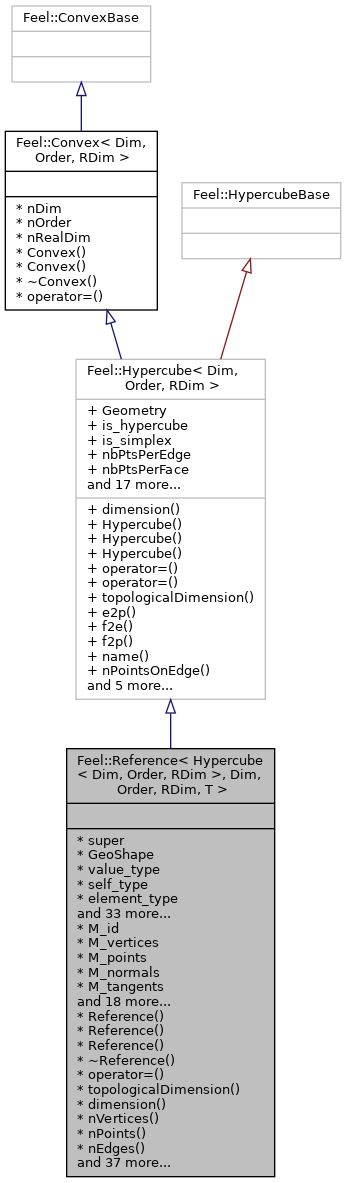 Feel::ConvexBase
Feel::Convex< Dim,
Order, RDim >
* nDim
* nOrder
* nRealDim
* Convex()
* Convex()
* ~Convex()
* operator=()
Feel::HypercubeBase
Feel::Hypercube< Dim,
Order, RDim >
+ Geometry
+ is_hypercube
+ is_simplex
+ nbPtsPerEdge
+ nbPtsPerFace
and 17 more...
+ dimension()
+ Hypercube()
+ Hypercube()
+ Hypercube()
+ operator=()
+ operator=()
+ topologicalDimension()
+ e2p()
+ f2e()
+ f2p()
+ name()
+ nPointsOnEdge()
and 5 more...
Feel::Reference< Hypercube
< Dim, Order, RDim >, Dim,
Order, RDim, T >
* super
* GeoShape
* value_type
* self_type
* element_type
and 33 more...
* M_id
* M_vertices
* M_points
* M_normals
* M_tangents
and 18 more...
* Reference()
* Reference()
* Reference()
* ~Reference()
* operator=()
* topologicalDimension()
* dimension()
* nVertices()
* nPoints()
* nEdges()
and 37 more...